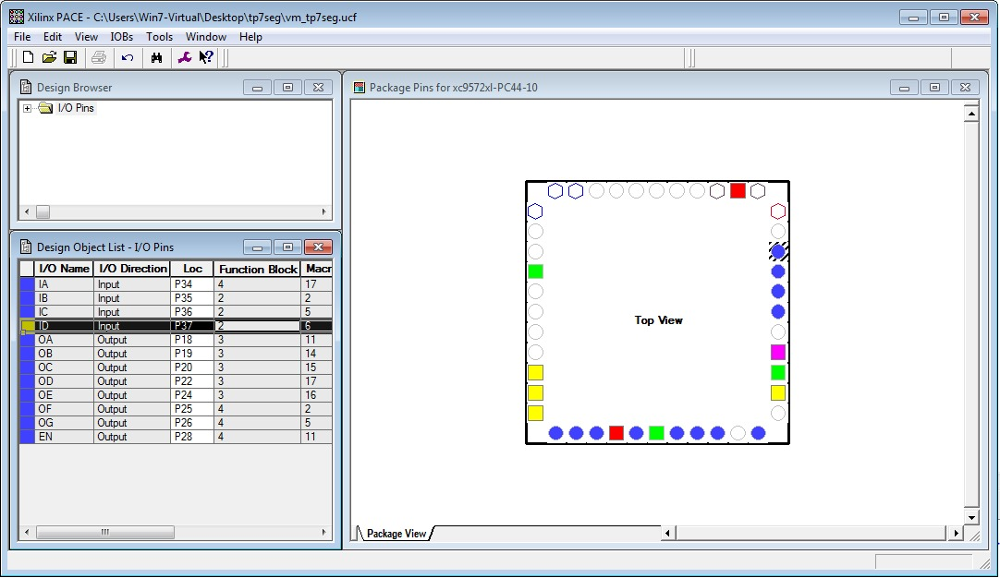 Xilinx PACE - C:\Users\Win7-Virtual\Desktop\tp7seg\vm_tp7seg.ucf
File Edit View IOBs Tools Window Help
Design Browser
I/O Pins
Design Object List - I/O Pins
I/O Name I/O Direction Loc Function Block Macr
IA Input P34 4 17
IB Input P35 2 2
IC Input P36 2 5
ID Input P37 2 6
OA Output P18 3 11
OB Output P19 3 14
OC Output P20 3 15
OD Output P22 3 17
OE Output P24 3 16
OF Output P25 4 2
OG Output P26 4 5
EN Output P28 4 11
Package Pins for xc9572xl-PC44-10
Top View
Package View